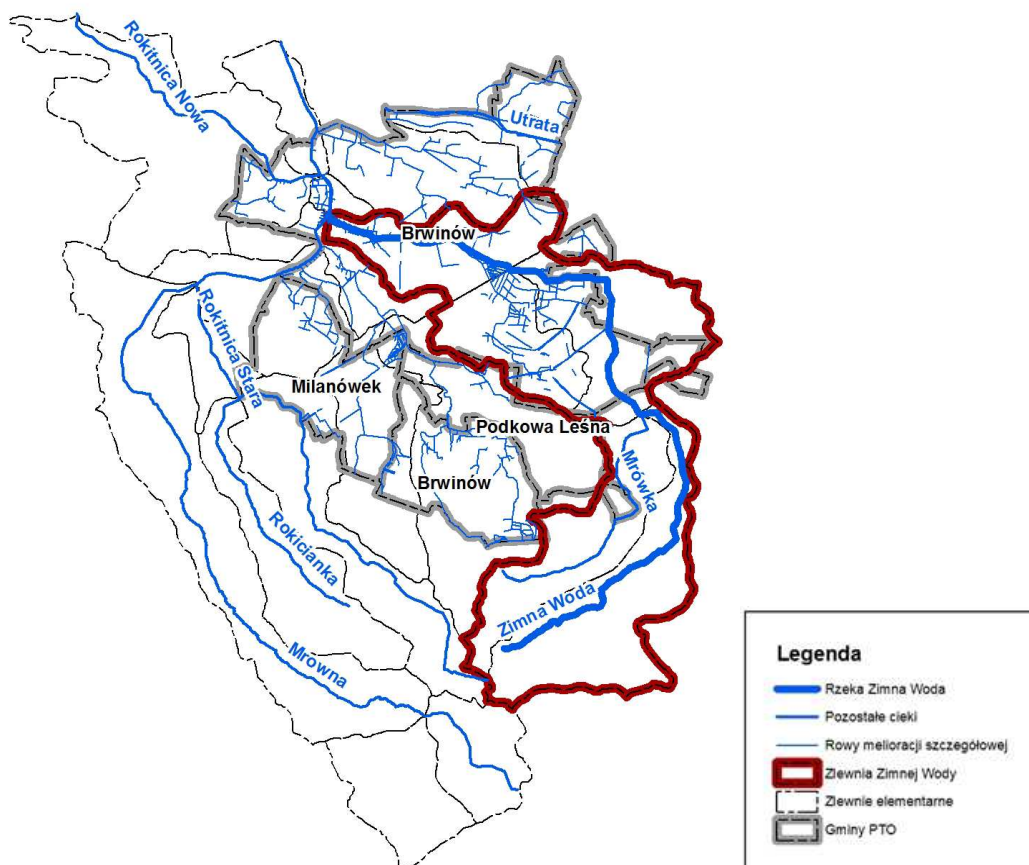 Rokitnica Nowa
Utrata
Brwinów
Rokitnica Stara
Milanówek
Podkowa Leśna
Mrówka
Brwinów
Rokicianka
Zimna Woda
Mrowna
Legenda
Rzeka Zimna Woda
Pozostałe cieki
Rowy melioracji szczegółowej
Zlewnia Zimnej Wody
Zlewnie elementarne
Gminy PTO